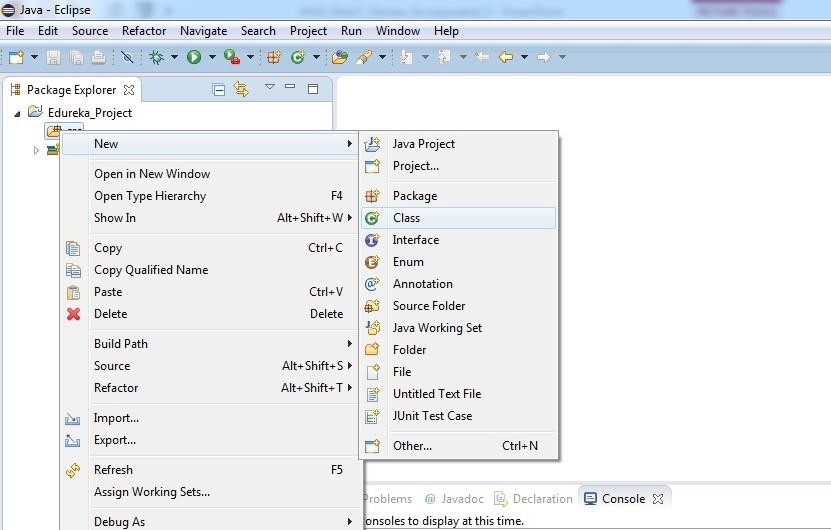 Java - Eclipse
File Edit Source Refactor Navigate Search Project Run Window Help
Package Explorer
Edureka_Project
New
Open in New Window
Open Type Hierarchy F4
Show In Alt+Shift+W
Copy Ctrl+C
Copy Qualified Name
Paste Ctrl+V
Delete Delete
Build Path
Source Alt+Shift+S
Refactor Alt+Shift+T
Import...
Export...
Refresh F5
Assign Working Sets...
Debug As
Java Project
Project...
Package
Class
Interface
Enum
Annotation
Source Folder
Java Working Set
Folder
File
Untitled Text File
JUnit Test Case
Other... Ctrl+N
Problems @ Javadoc Declaration Console
onsoles to display at this time.